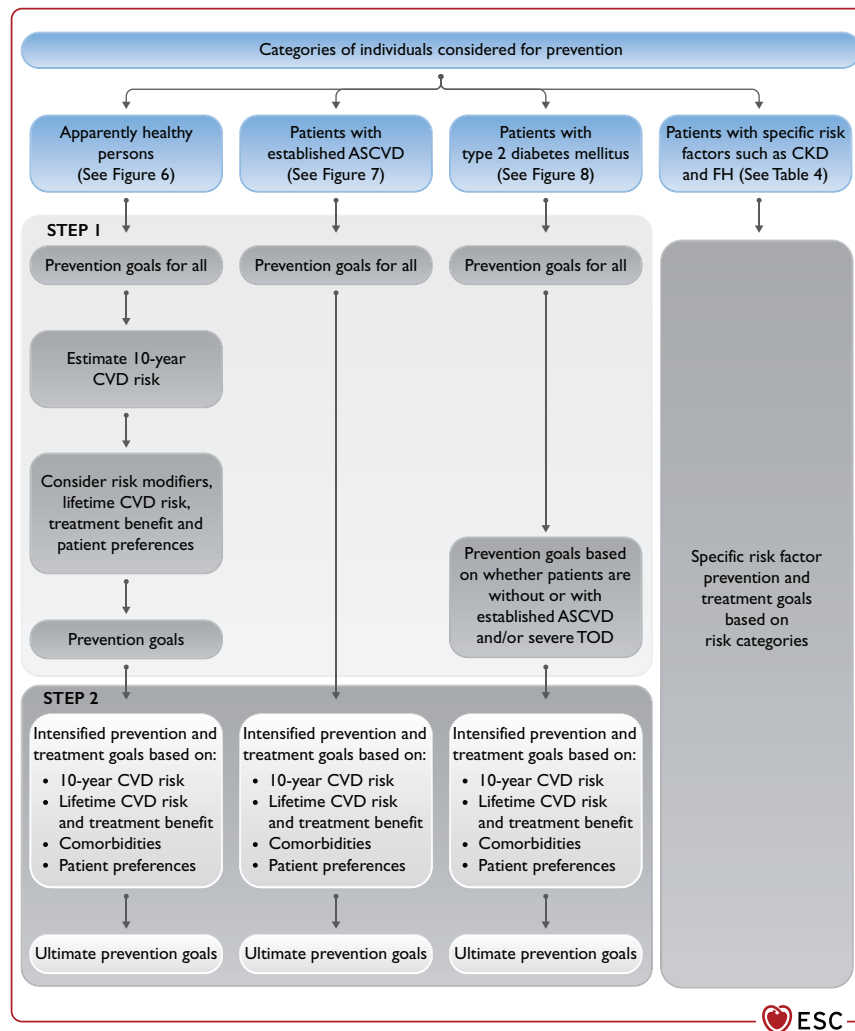 Categories of individuals considered for prevention
Apparently healthy
persons
(See Figure 6)
Patients with
established ASCVD
(See Figure 7)
Patients with
type 2 diabetes mellitus
(See Figure 8)
Patients with specific risk
factors such as CKD
and FH (See Table 4)
STEP 1
Prevention goals for all
Prevention goals for all
Prevention goals for all
Estimate 10-year
CVD risk
Consider risk modifiers,
lifetime CVD risk,
treatment benefit and
patient preferences
Prevention goals
Prevention goals based
on whether patients are
without or with
established ASCVD
and/or severe TOD
Specific risk factor
prevention and
treatment goals
based on
risk categories
STEP 2
Intensified prevention and
treatment goals based on:
• 10-year CVD risk
• Lifetime CVD risk
and treatment benefit
• Comorbidities
• Patient preferences
Intensified prevention and
treatment goals based on:
• 10-year CVD risk
• Lifetime CVD risk
and treatment benefit
• Comorbidities
• Patient preferences
Intensified prevention and
treatment goals based on:
• 10-year CVD risk
• Lifetime CVD risk
and treatment benefit
• Comorbidities
• Patient preferences
Ultimate prevention goals
Ultimate prevention goals
Ultimate prevention goals
ESC